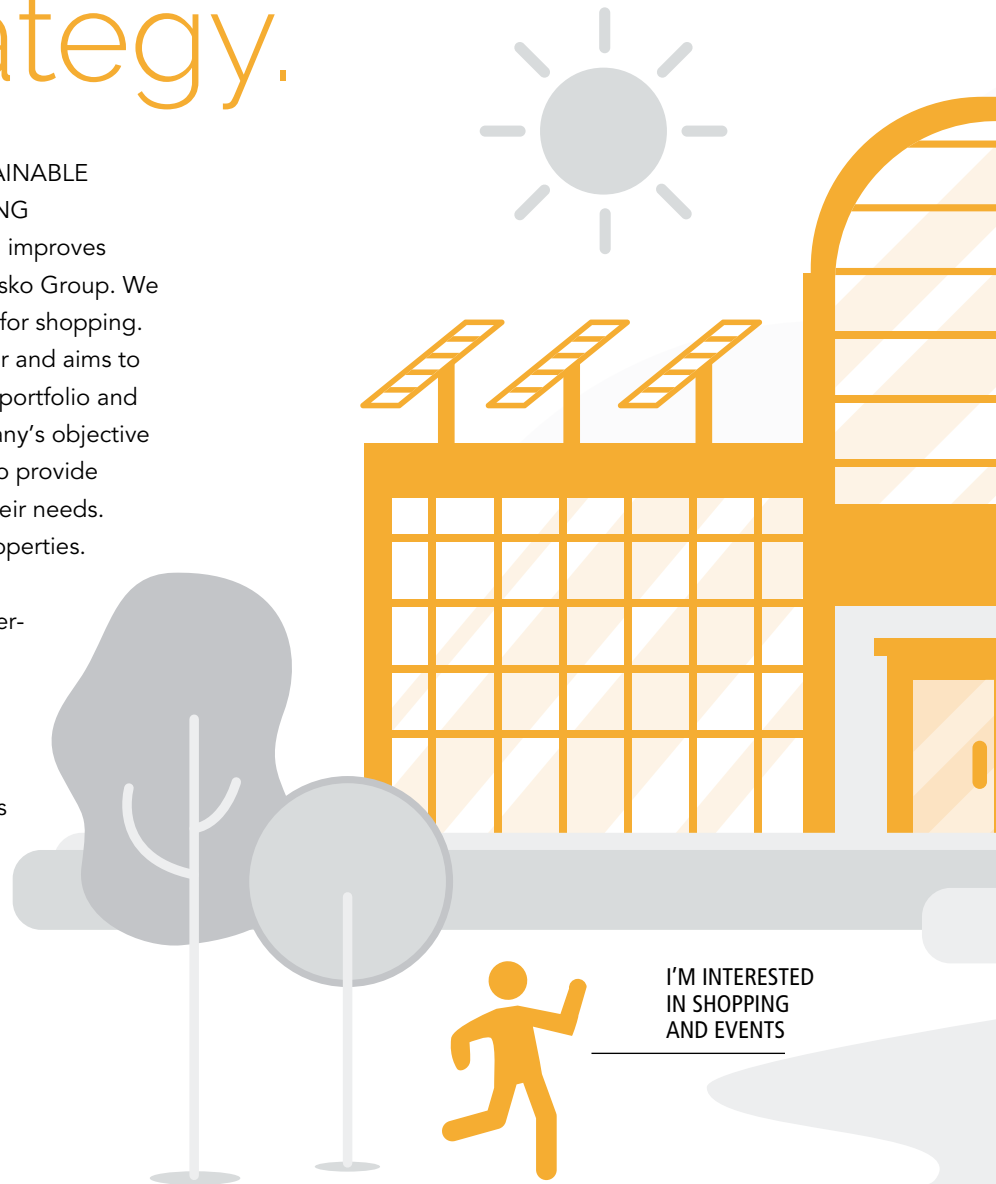 ategy.
AINABLE
NG
improves
sko Group. We
for shopping.
r and aims to
portfolio and
any’s objective
o provide
eir needs.
operties.
er-
s
I’M INTERESTED
IN SHOPPING
AND EVENTS